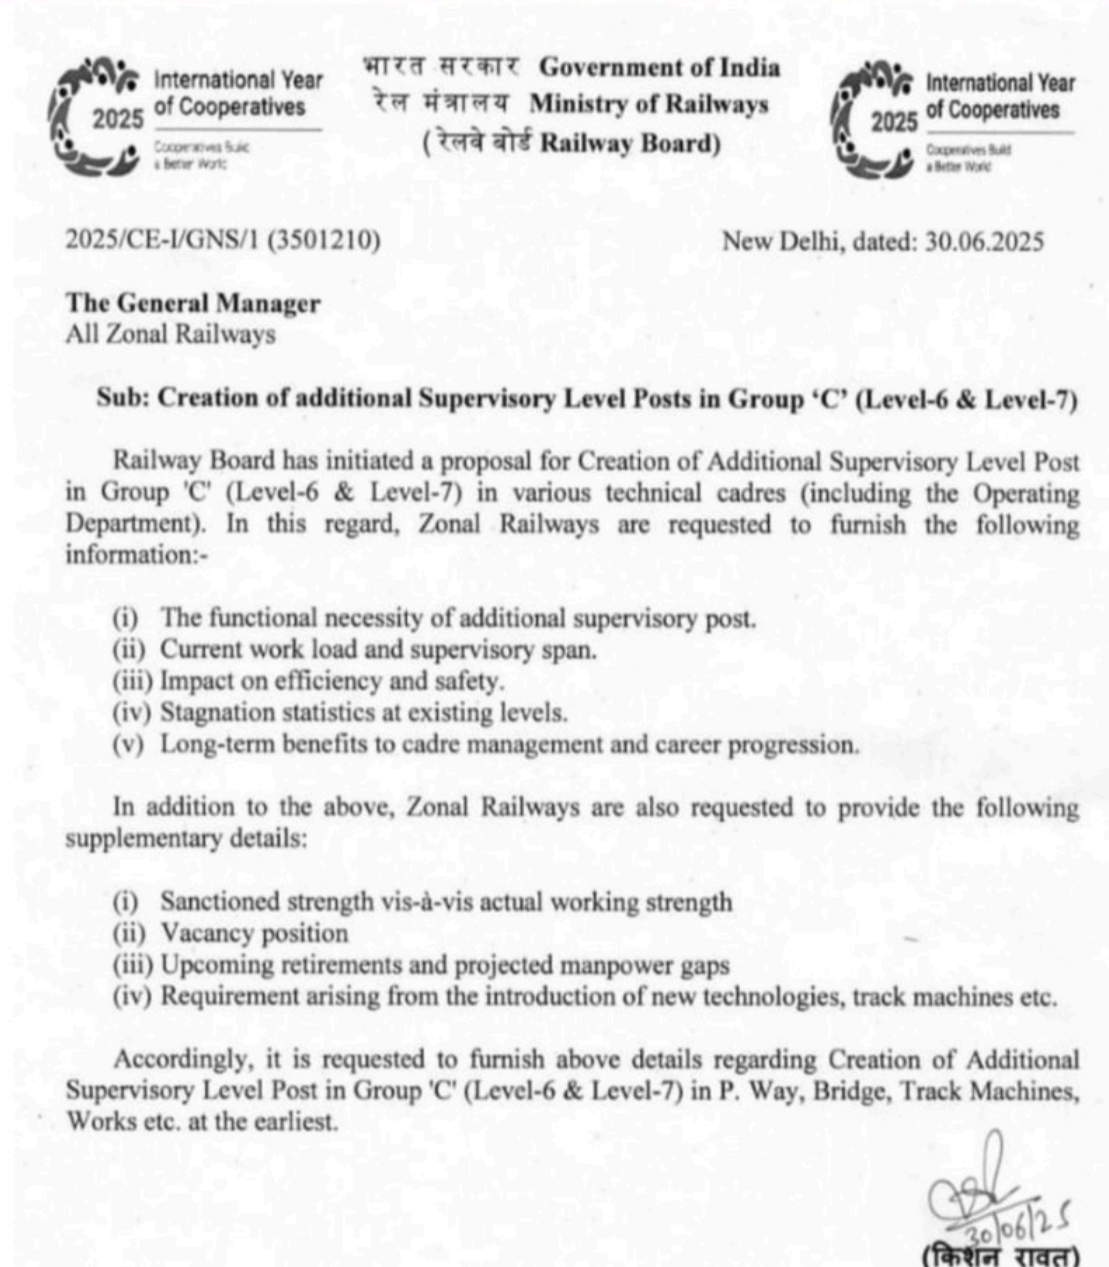 International Year
of Cooperatives
2025
Cooperatives Build
a Better World
भारत सरकार Government of India
रेल मंत्रालय Ministry of Railways
(रेलवे बोर्ड Railway Board)
International Year
of Cooperatives
2025
Cooperatives Build
a Better World
2025/CE-I/GNS/1 (3501210)
New Delhi, dated: 30.06.2025
The General Manager
All Zonal Railways
Sub: Creation of additional Supervisory Level Posts in Group ‘C’ (Level-6 & Level-7)
Railway Board has initiated a proposal for Creation of Additional Supervisory Level Post
in Group 'C' (Level-6 & Level-7) in various technical cadres (including the Operating
Department). In this regard, Zonal Railways are requested to furnish the following
information:-
(i) The functional necessity of additional supervisory post.
(ii) Current work load and supervisory span.
(iii) Impact on efficiency and safety.
(iv) Stagnation statistics at existing levels.
(v) Long-term benefits to cadre management and career progression.
In addition to the above, Zonal Railways are also requested to provide the following
supplementary details:
(i) Sanctioned strength vis-à-vis actual working strength
(ii) Vacancy position
(iii) Upcoming retirements and projected manpower gaps
(iv) Requirement arising from the introduction of new technologies, track machines etc.
Accordingly, it is requested to furnish above details regarding Creation of Additional
Supervisory Level Post in Group 'C' (Level-6 & Level-7) in P. Way, Bridge, Track Machines,
Works etc. at the earliest.
30/06/25
(किशन रावत)